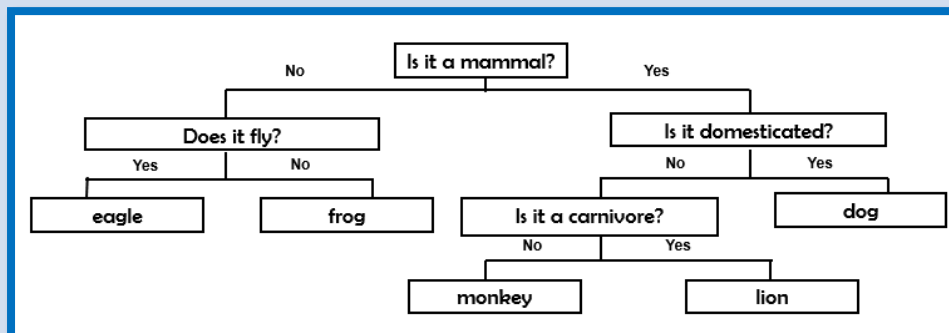 Is it a mammal?
No
Yes
Does it fly?
Is it domesticated?
Yes
No
No
Yes
eagle
frog
Is it a carnivore?
dog
No
Yes
monkey
lion